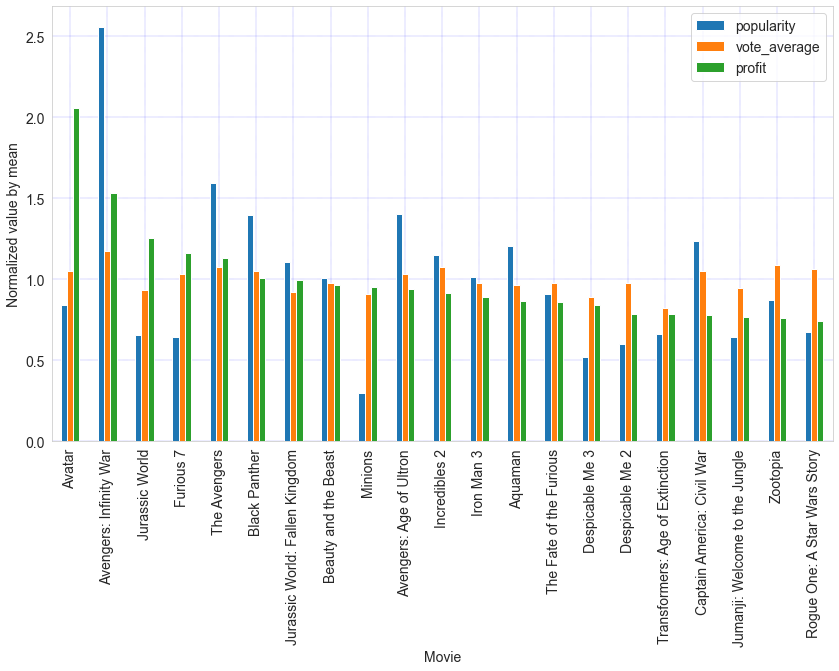 popularity
vote_average
profit
Normalized value by mean
2.5
2.0
1.5
1.0
0.5
0.0
Avatar
Avengers: Infinity War
Jurassic World
Furious 7
The Avengers
Black Panther
Jurassic World: Fallen Kingdom
Beauty and the Beast
Minions
Avengers: Age of Ultron
Incredibles 2
Iron Man 3
Aquaman
The Fate of the Furious
Despicable Me 3
Despicable Me 2
Transformers: Age of Extinction
Captain America: Civil War
Jumanji: Welcome to the Jungle
Zootopia
Rogue One: A Star Wars Story
Movie